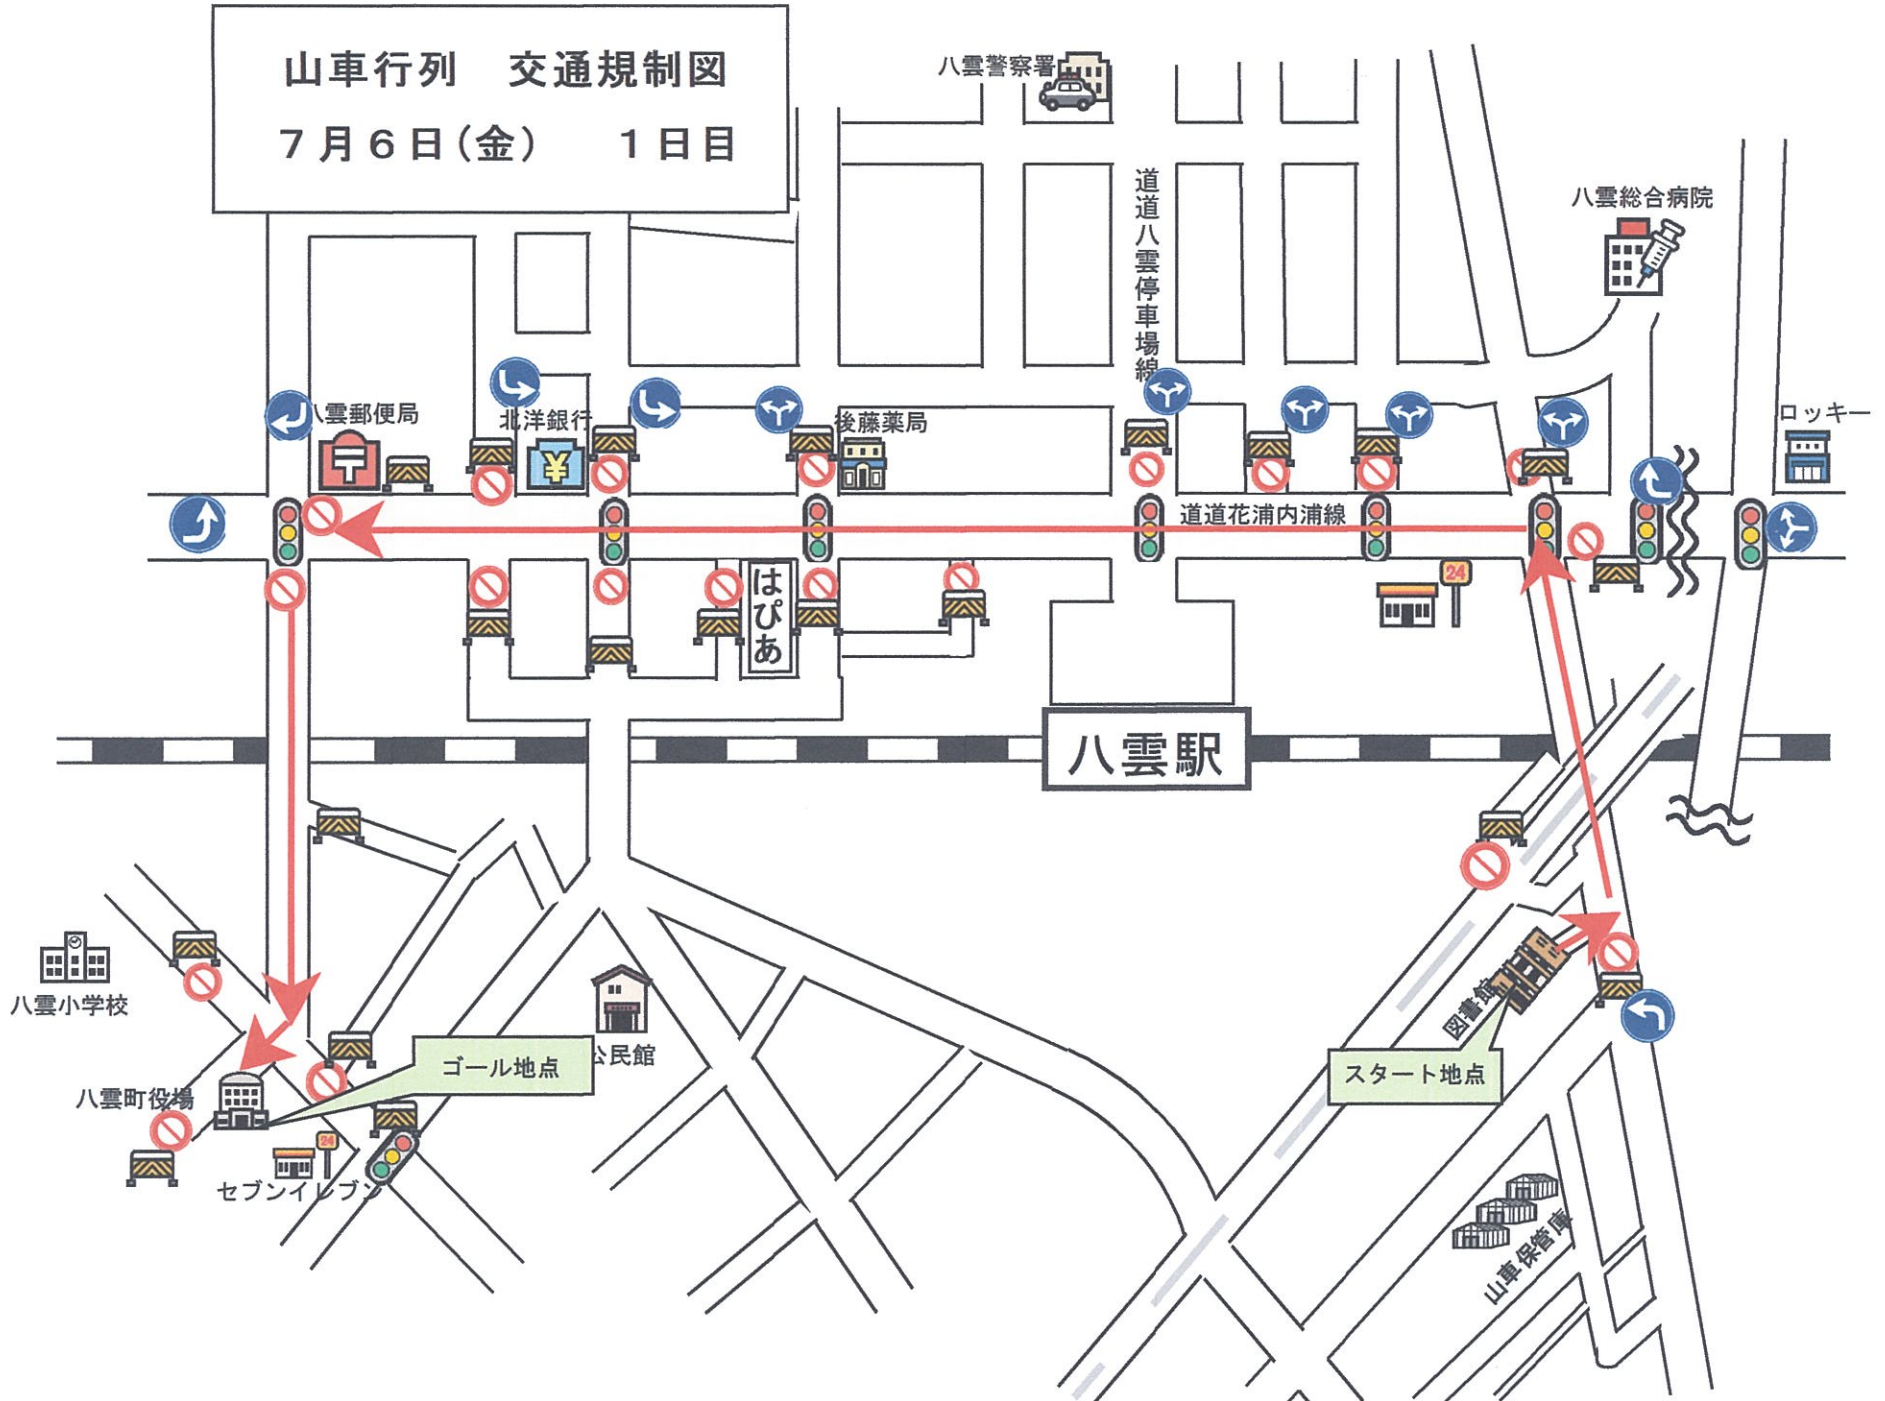 山車行列　交通規制図
７月６日（金）　１日目
八雲警察署
道道八雲停車場線
八雲総合病院
八雲郵便局
北洋銀行
後藤薬局
ロッキー
道道花浦内浦線
はぴあ
24
八雲駅
八雲小学校
公民館
図書館
ゴール地点
スタート地点
八雲町役場
24
セブンイレブン
山車保管庫